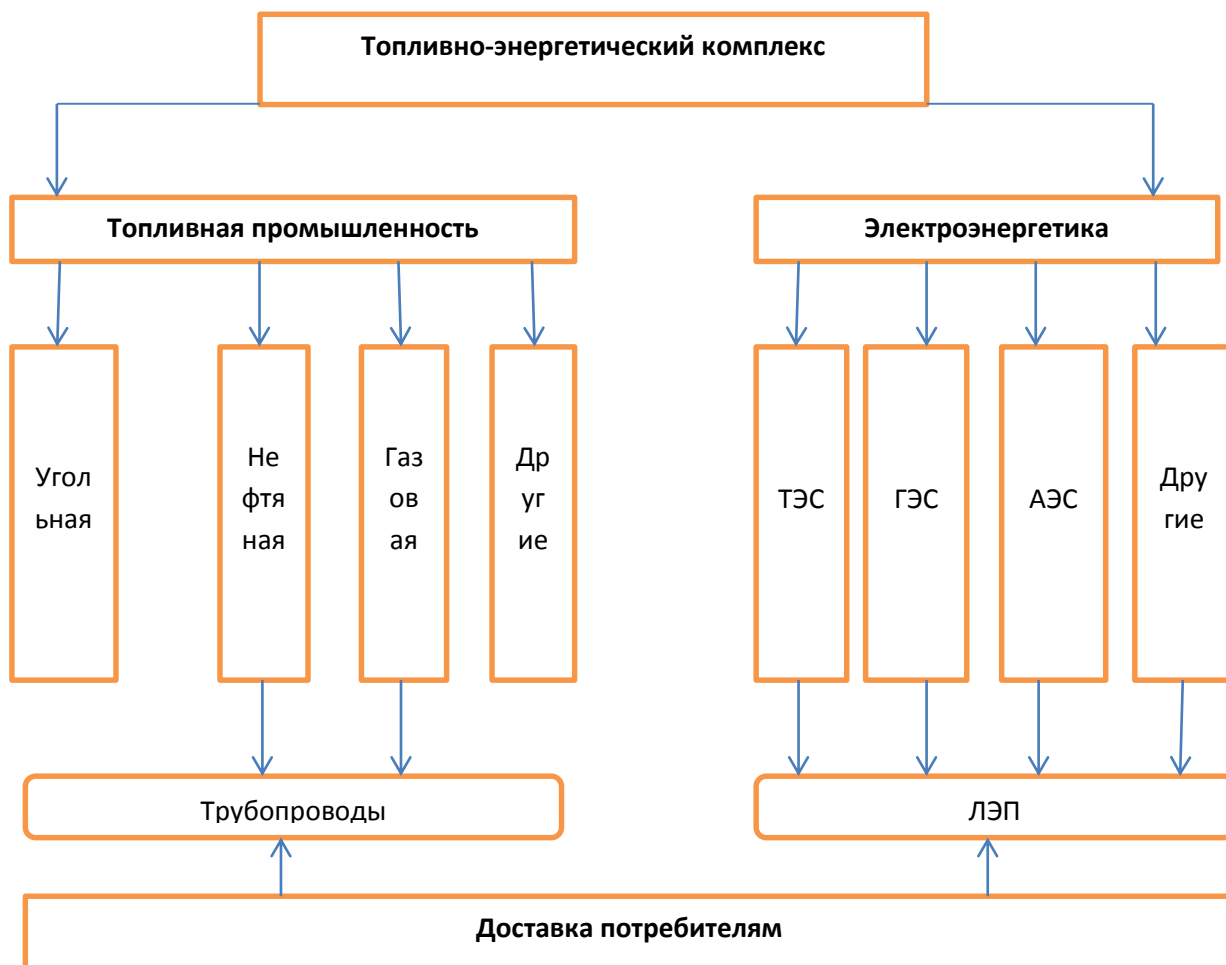 Топливно-энергетический комплекс
Топливная промышленность
Электроэнергетика
Угол
ьная
Не
фтя
ная
Газ
ов
ая
Др
уг
ие
ТЭС
ГЭС
АЭС
Дру
гие
Трубопроводы
ЛЭП
Доставка потребителям